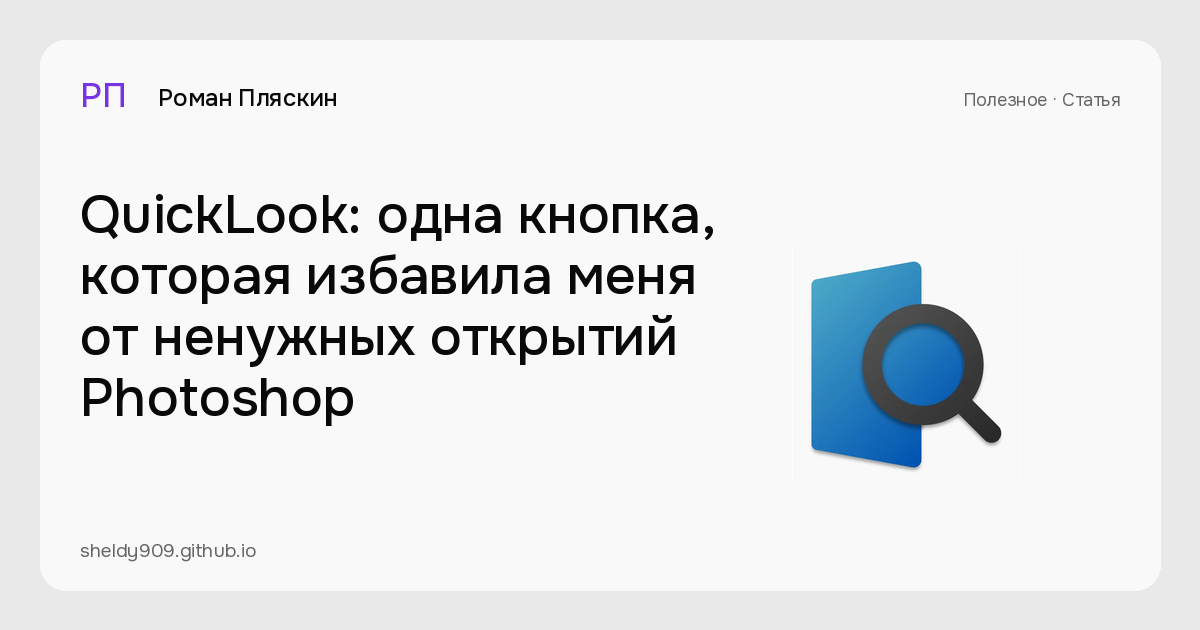 РП
Роман Пляскин
Полезное · Статья
QuickLook: одна кнопка,
которая избавила меня
от ненужных открытий
Photoshop
sheldy909.github.io